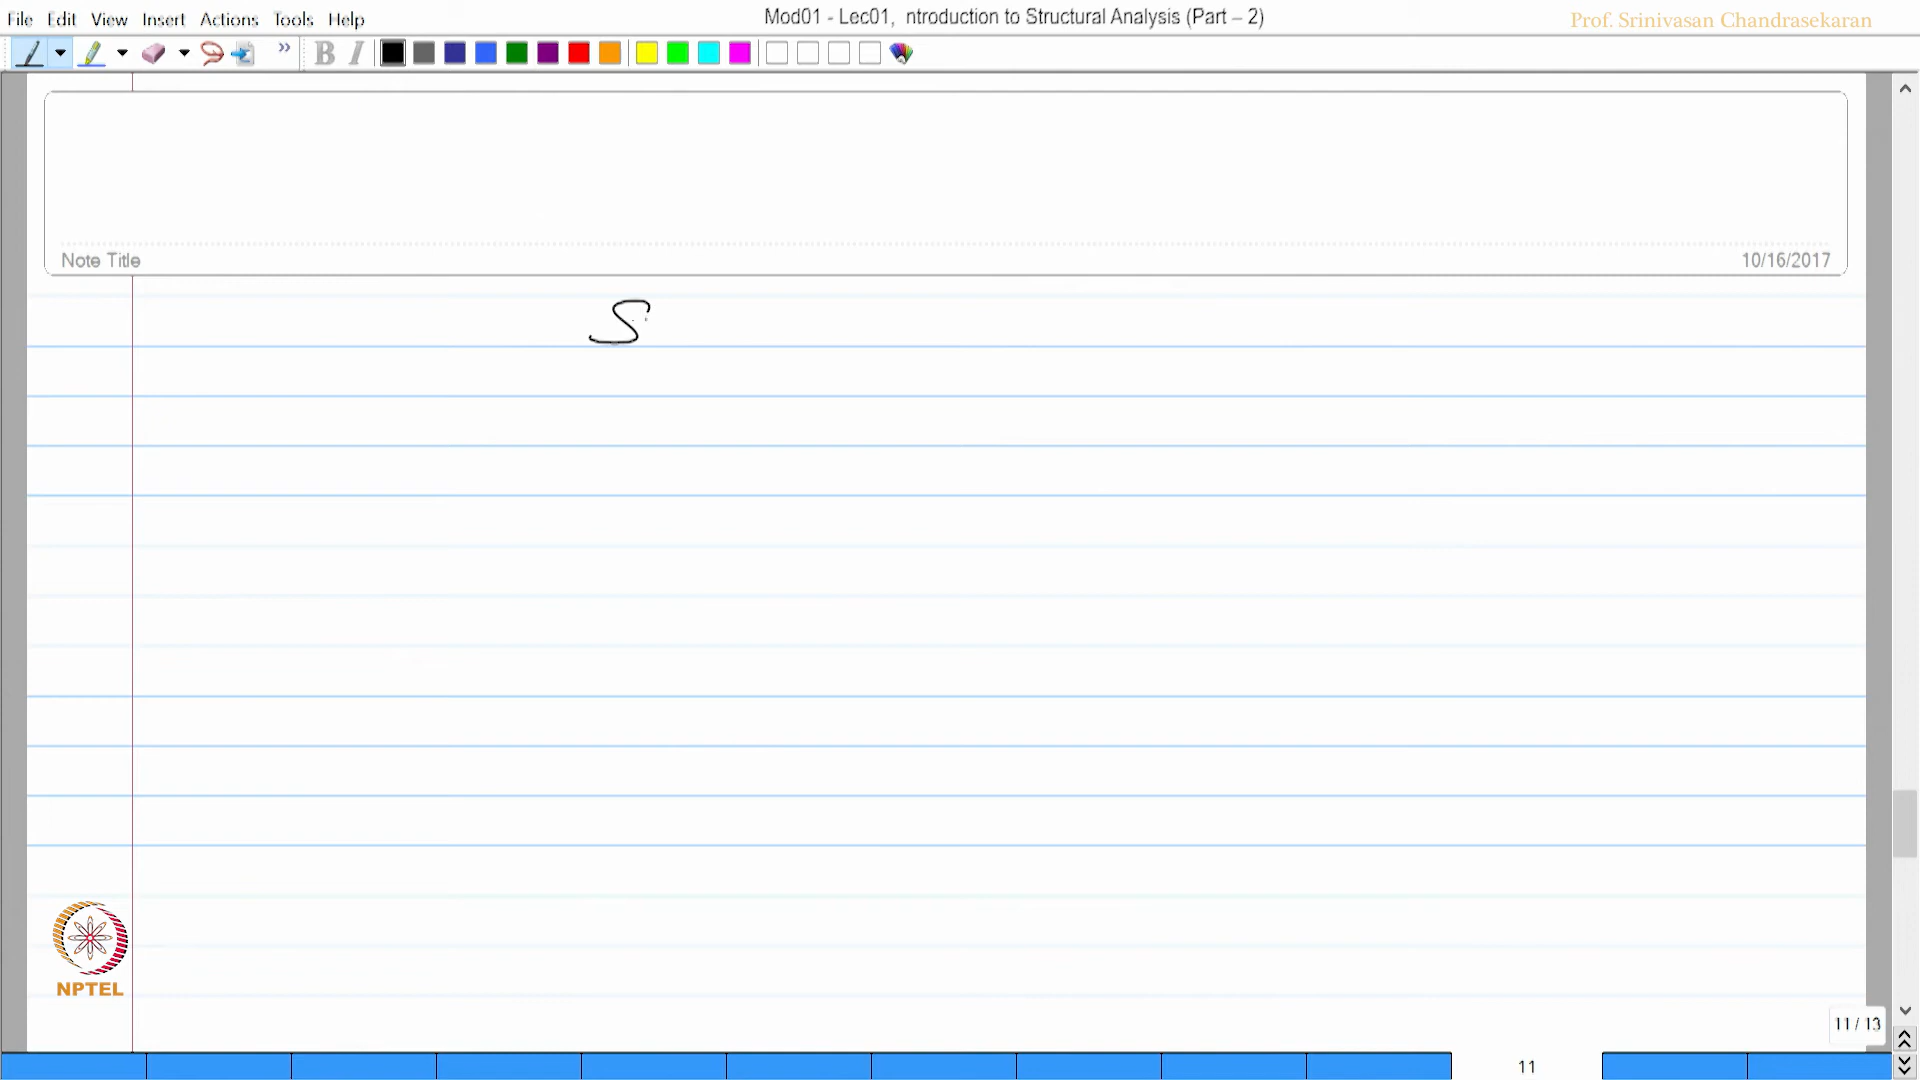 File Edit View Insert Actions Tools Help
Mod01 - Lec01, ntroduction to Structural Analysis (Part – 2)
Prof. Srinivasan Chandrasekaran
B I
Note Title
10/16/2017
S
NPTEL
11 / 13
11